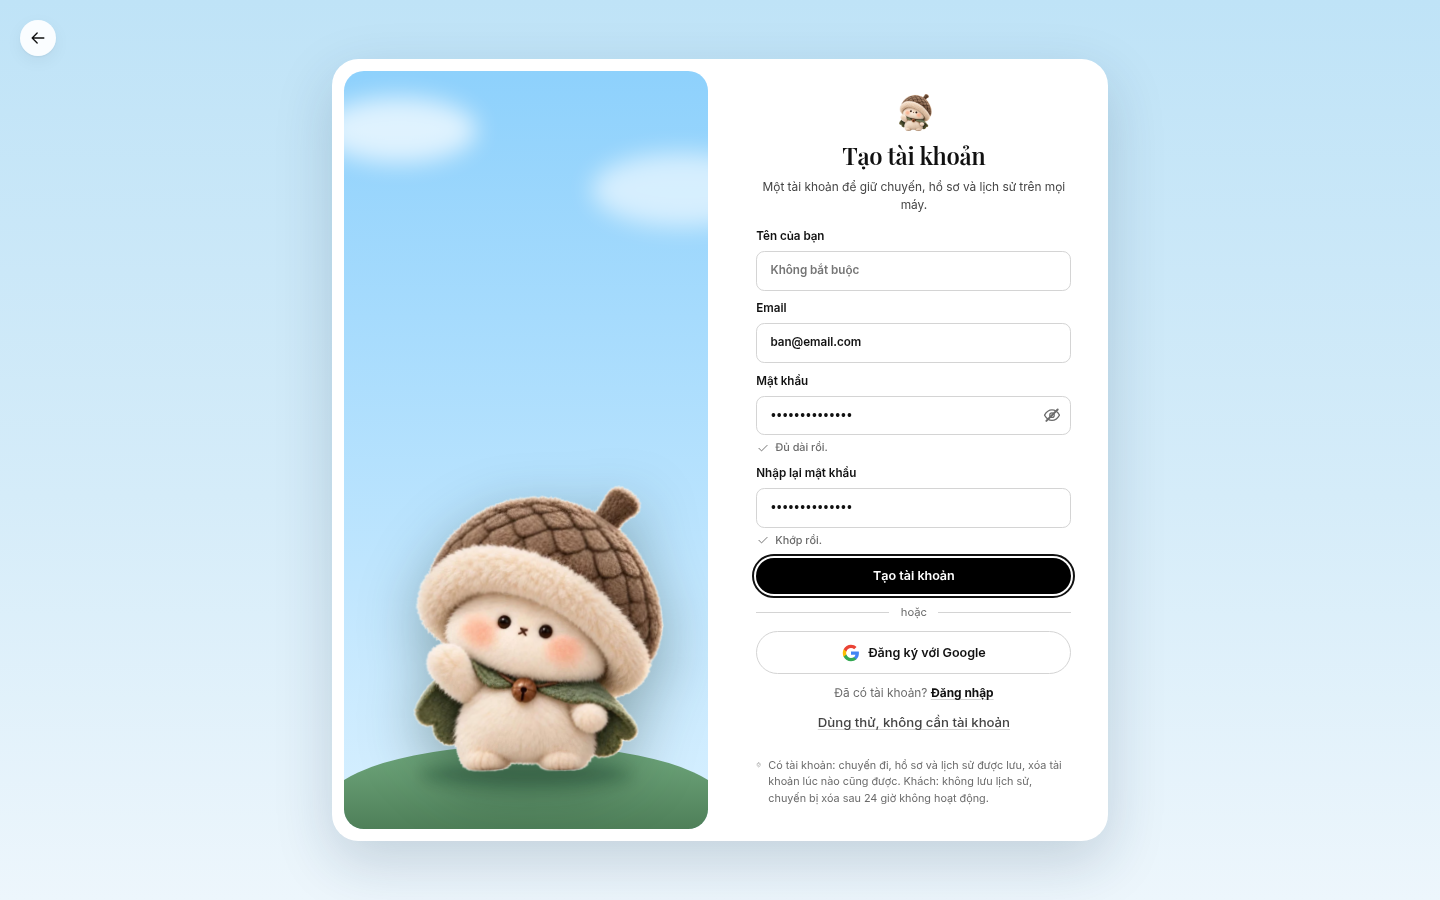 Tạo tài khoản
Một tài khoản để giữ chuyến, hồ sơ và lịch sử trên mọi
máy.
Tên của bạn
Không bắt buộc
Email
ban@email.com
Mật khẩu
••••••••••••••
Đủ dài rồi.
Nhập lại mật khẩu
••••••••••••••
Khớp rồi.
Tạo tài khoản
hoặc
Đăng ký với Google
Đã có tài khoản? Đăng nhập
Dùng thử, không cần tài khoản
Có tài khoản: chuyến đi, hồ sơ và lịch sử được lưu, xóa tài
khoản lúc nào cũng được. Khách: không lưu lịch sử,
chuyến bị xóa sau 24 giờ không hoạt động.